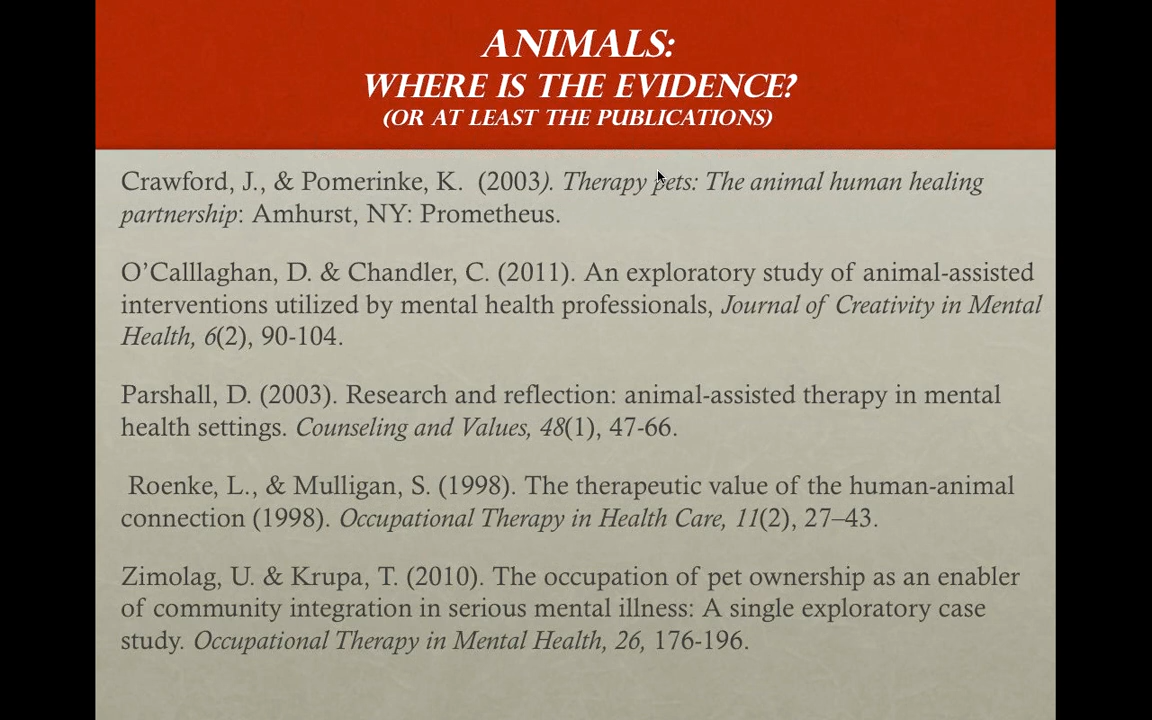 ANIMALS:
WHERE IS THE EVIDENCE?
(OR AT LEAST THE PUBLICATIONS)
Crawford, J., & Pomerinke, K.  (2003). Therapy pets: The animal human healing
partnership: Amhurst, NY: Prometheus.
O’Calllaghan, D. & Chandler, C. (2011). An exploratory study of animal-assisted
interventions utilized by mental health professionals, Journal of Creativity in Mental
Health, 6(2), 90-104.
Parshall, D. (2003). Research and reflection: animal-assisted therapy in mental
health settings. Counseling and Values, 48(1), 47-66.
Roenke, L., & Mulligan, S. (1998). The therapeutic value of the human-animal
connection (1998). Occupational Therapy in Health Care, 11(2), 27–43.
Zimolag, U. & Krupa, T. (2010). The occupation of pet ownership as an enabler
of community integration in serious mental illness: A single exploratory case
study. Occupational Therapy in Mental Health, 26, 176-196.